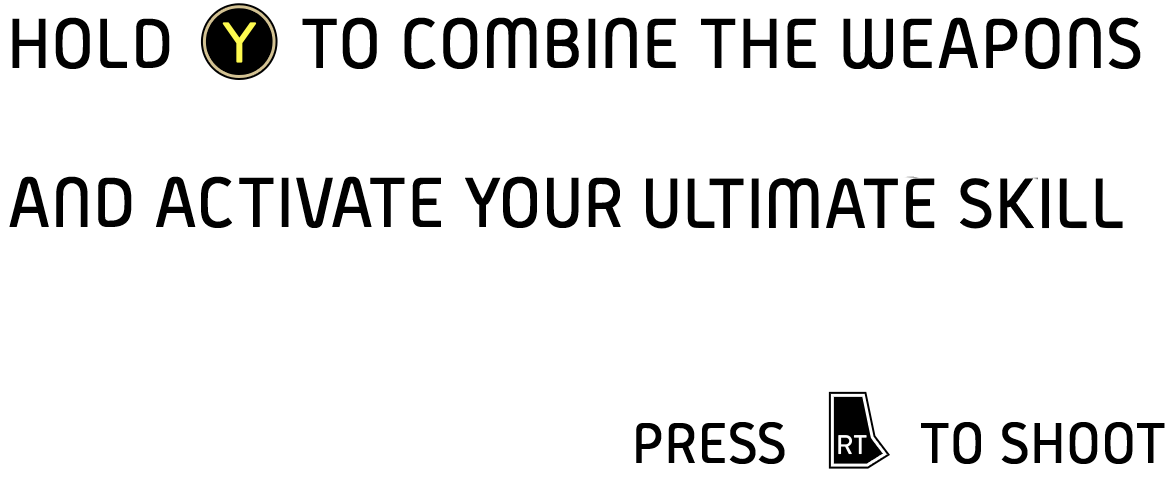 HOLD Y TO COMBINE THE WEAPONS
AND ACTIVATE YOUR ULTIMATE SKILL
PRESS RT TO SHOOT